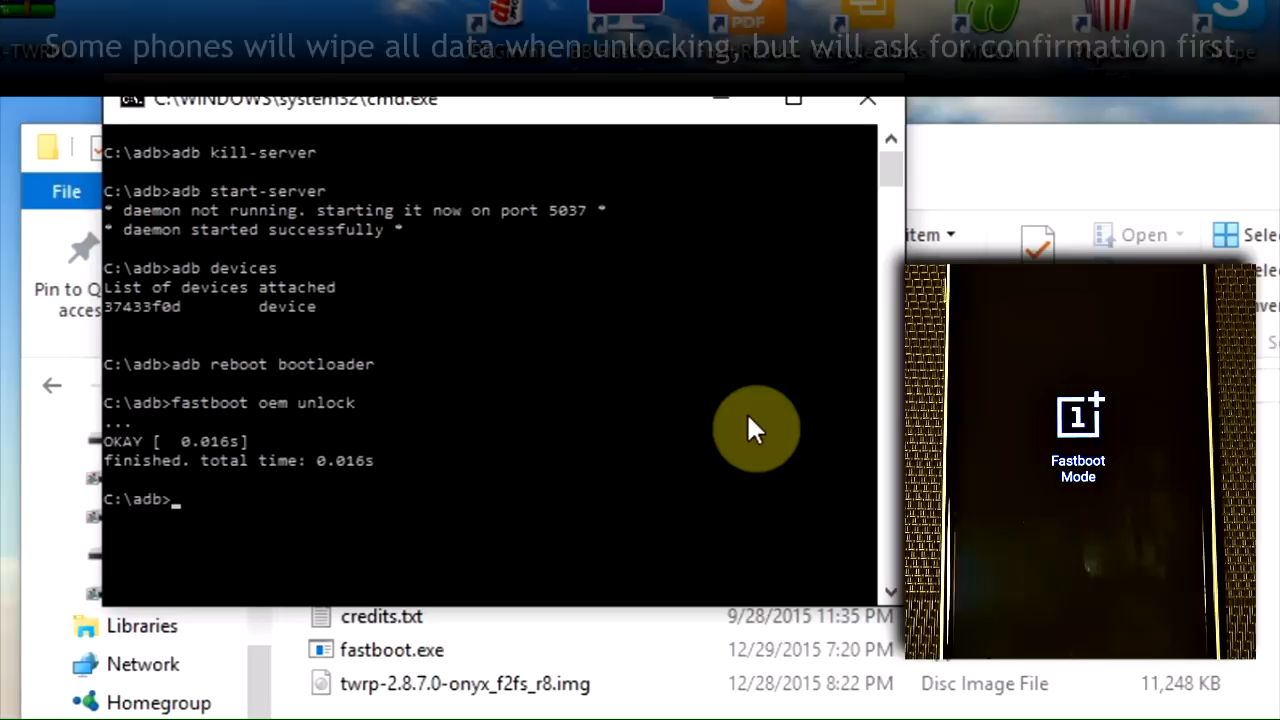 Some phones will wipe all data when unlocking, but will ask for confirmation first
C:\WINDOWS\system32\cmd.exe
C:\adb>adb kill-server
C:\adb>adb start-server
* daemon not running. starting it now on port 5037 *
* daemon started successfully *
C:\adb>adb devices
List of devices attached
37433f0d device
C:\adb>adb reboot bootloader
C:\adb>fastboot oem unlock
...
OKAY [ 0.016s]
finished. total time: 0.016s
C:\adb>
File
Pin to Q
acces
item
Open
Selec
Fastboot
Mode
Libraries
Network
Homegroup
credits.txt 9/28/2015 11:35 PM
fastboot.exe 12/29/2015 7:20 PM
twrp-2.8.7.0-onyx_f2fs_r8.img 12/28/2015 8:22 PM Disc Image File 11,248 KB